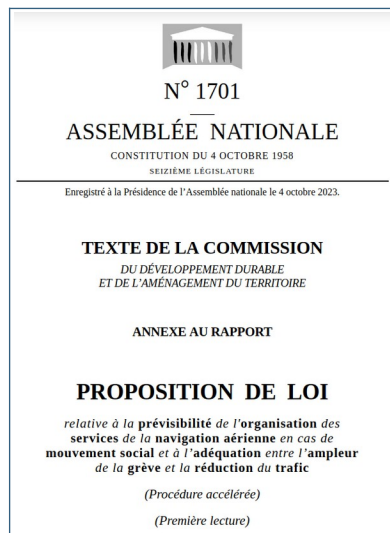 N° 1701
ASSEMBLÉE NATIONALE
CONSTITUTION DU 4 OCTOBRE 1958
SEIZIÈME LÉGISLATURE
Enregistré à la Présidence de l'Assemblée nationale le 4 octobre 2023.
TEXTE DE LA COMMISSION
DU DÉVELOPPEMENT DURABLE
ET DE L'AMÉNAGEMENT DU TERRITOIRE
ANNEXE AU RAPPORT
PROPOSITION DE LOI
relative à la prévisibilité de l'organisation des
services de la navigation aérienne en cas de
mouvement social et à l'adéquation entre l'ampleur
de la grève et la réduction du trafic
(Procédure accélérée)
(Première lecture)